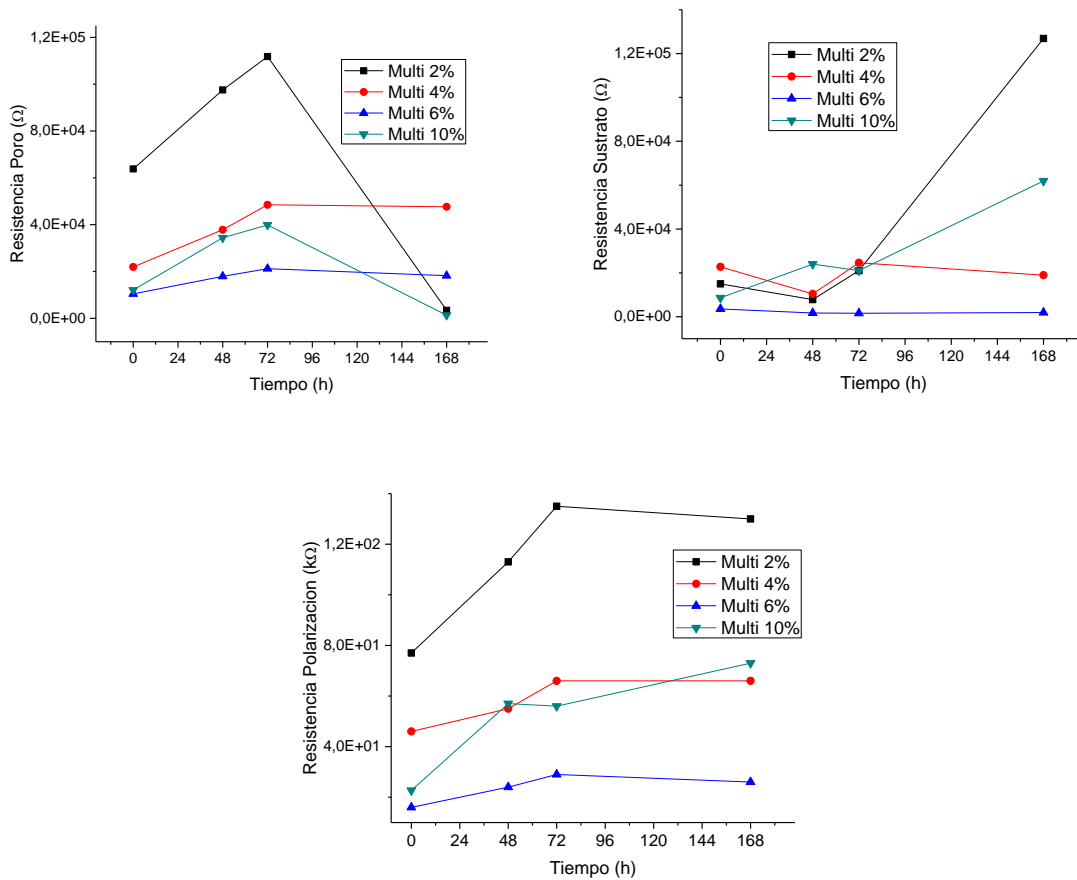 1,2E+05
8,0E+04
4,0E+04
0,0E+00
Resistencia Poro (Ω)
Multi 2%
Multi 4%
Multi 6%
Multi 10%
0 24 48 72 96 120 144 168
Tiempo (h)
1,2E+05
8,0E+04
4,0E+04
0,0E+00
Resistencia Sustrato (Ω)
Multi 2%
Multi 4%
Multi 6%
Multi 10%
0 24 48 72 96 120 144 168
Tiempo (h)
1,2E+02
8,0E+01
4,0E+01
Resistencia Polarizacion (kΩ)
Multi 2%
Multi 4%
Multi 6%
Multi 10%
0 24 48 72 96 120 144 168
Tiempo (h)